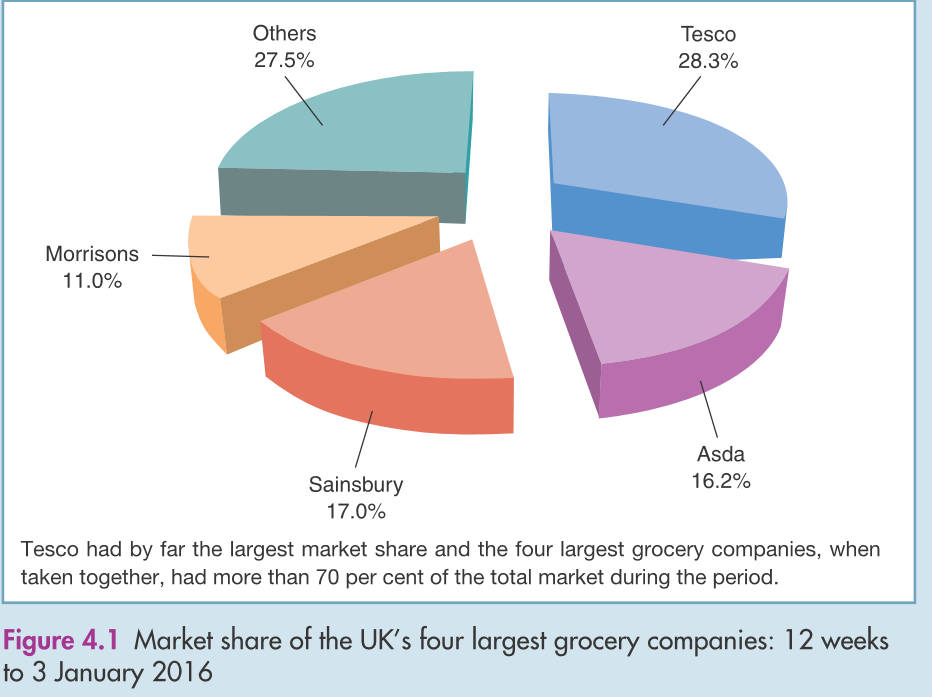 Others
27.5%
Tesco
28.3%
Morrisons
11.0%
Asda
16.2%
Sainsbury
17.0%
Tesco had by far the largest market share and the four largest grocery companies, when
taken together, had more than 70 per cent of the total market during the period.
Figure 4.1 Market share of the UK’s four largest grocery companies: 12 weeks
to 3 January 2016